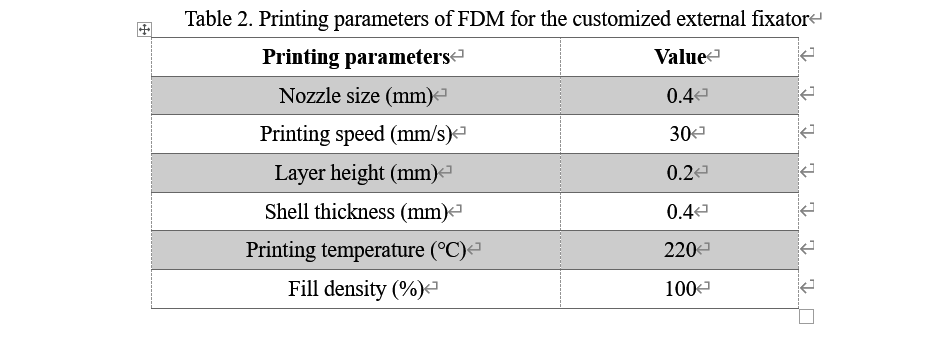 Table 2. Printing parameters of FDM for the customized external fixator
Printing parameters Value
Nozzle size (mm) 0.4
Printing speed (mm/s) 30
Layer height (mm) 0.2
Shell thickness (mm) 0.4
Printing temperature (°C) 220
Fill density (%) 100